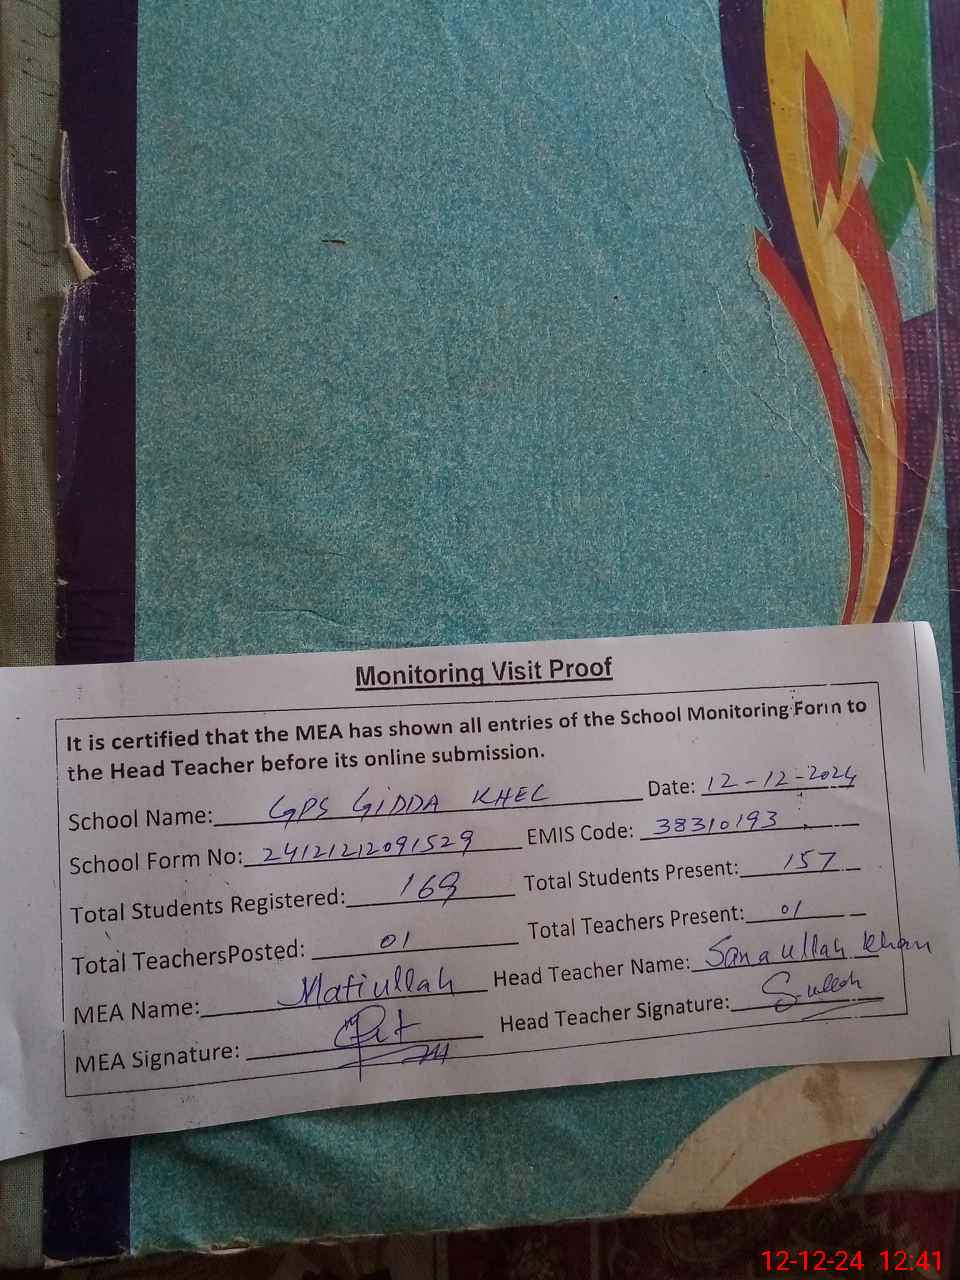 Monitoring Visit Proof
It is certified that the MEA has shown all entries of the School Monitoring Form to
the Head Teacher before its online submission.
School Name: GPS GIDDA KHEL Date: 12-12-2024
School Form No: 24121212091529 EMIS Code: 38310193
Total Students Registered: 169 Total Students Present: 157
Total TeachersPosted: 01 Total Teachers Present: 01
MEA Name: Matiullah Head Teacher Name: Sanaullah Khan
MEA Signature: Head Teacher Signature:
12-12-24 12:41